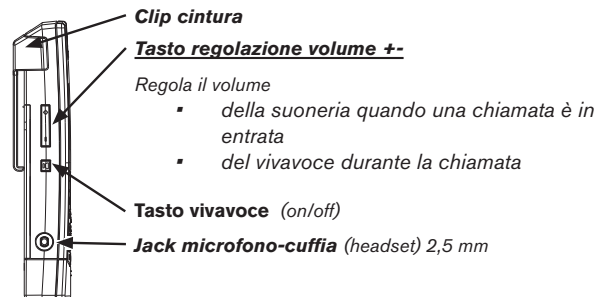 Clip cintura
Tasto regolazione volume +-
Regola il volume
▪ della suoneria quando una chiamata è in
entrata
▪ del vivavoce durante la chiamata
Tasto vivavoce (on/off)
Jack microfono-cuffia (headset) 2,5 mm